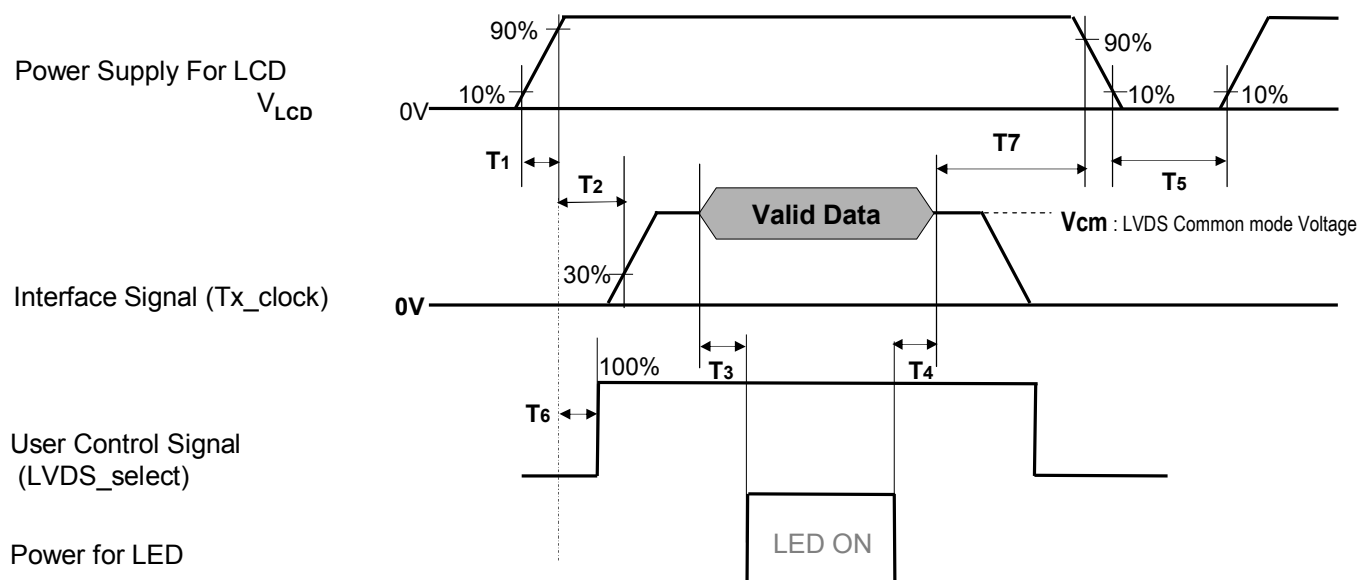 90%
90%
Power Supply For LCD
VLCD
10%
10%
10%
0V
T1
T2
T7
T5
Valid Data
Vcm : LVDS Common mode Voltage
30%
Interface Signal (Tx_clock)
0V
100%
T3
T4
T6
User Control Signal
(LVDS_select)
LED ON
Power for LED